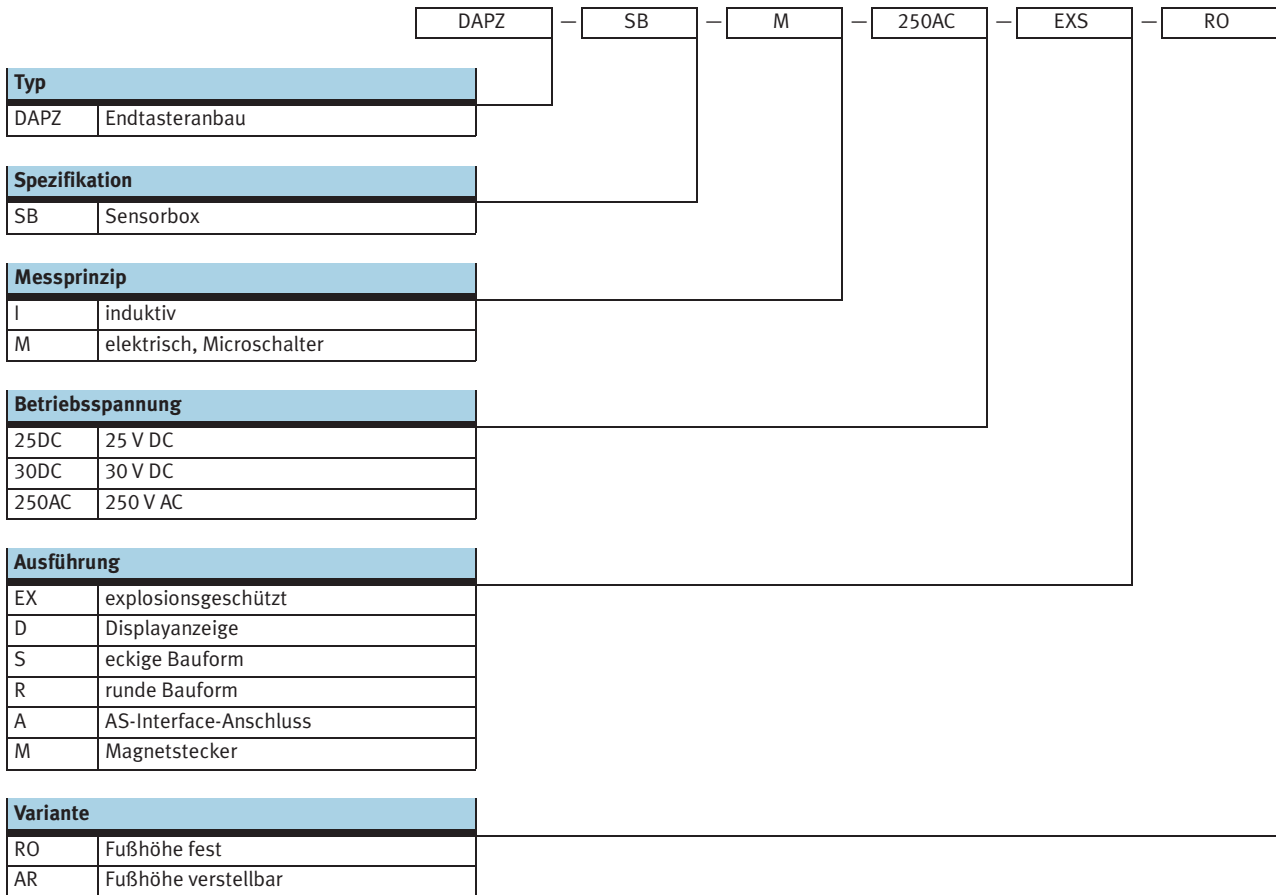 DAPZ — SB — M — 250AC — EXS — RO
Typ
DAPZ Endtasteranbau
Spezifikation
SB Sensorbox
Messprinzip
I induktiv
M elektrisch, Microschalter
Betriebsspannung
25DC 25 V DC
30DC 30 V DC
250AC 250 V AC
Ausführung
EX explosionsgeschützt
D Displayanzeige
S eckige Bauform
R runde Bauform
A AS-Interface-Anschluss
M Magnetstecker
Variante
RO Fußhöhe fest
AR Fußhöhe verstellbar